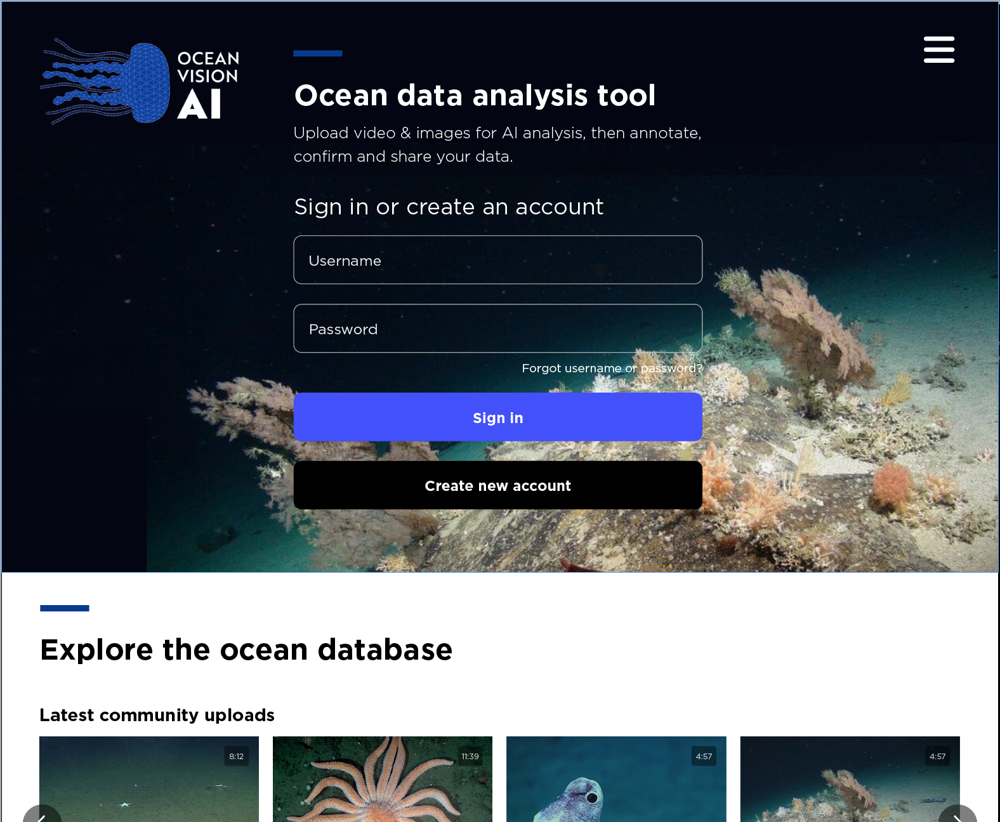 OCEAN
VISION
AI
Ocean data analysis tool
Upload video & images for AI analysis, then annotate,
confirm and share your data.
Sign in or create an account
Username
Password
Forgot username or password?
Sign in
Create new account
Explore the ocean database
Latest community uploads
8:12
11:39
4:57
4:57